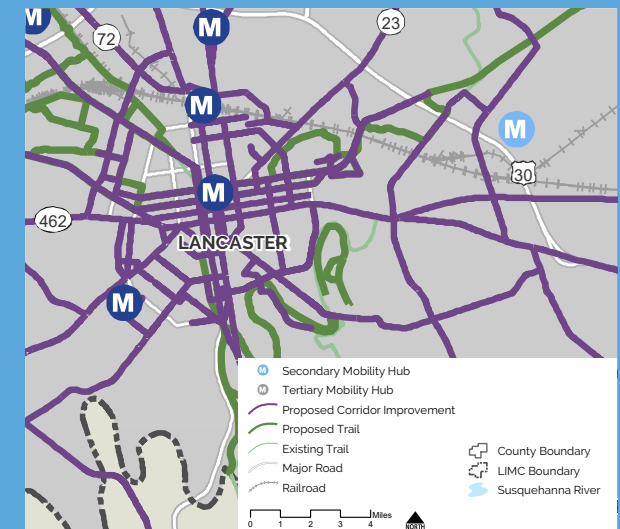 M
M
23
72
M
M
30
M
462
LANCASTER
M
M Secondary Mobility Hub
M Tertiary Mobility Hub
Proposed Corridor Improvement
Proposed Trail
Existing Trail
Major Road
Railroad
County Boundary
LIMC Boundary
Susquehanna River
Miles
0 1 2 3 4
NORTH